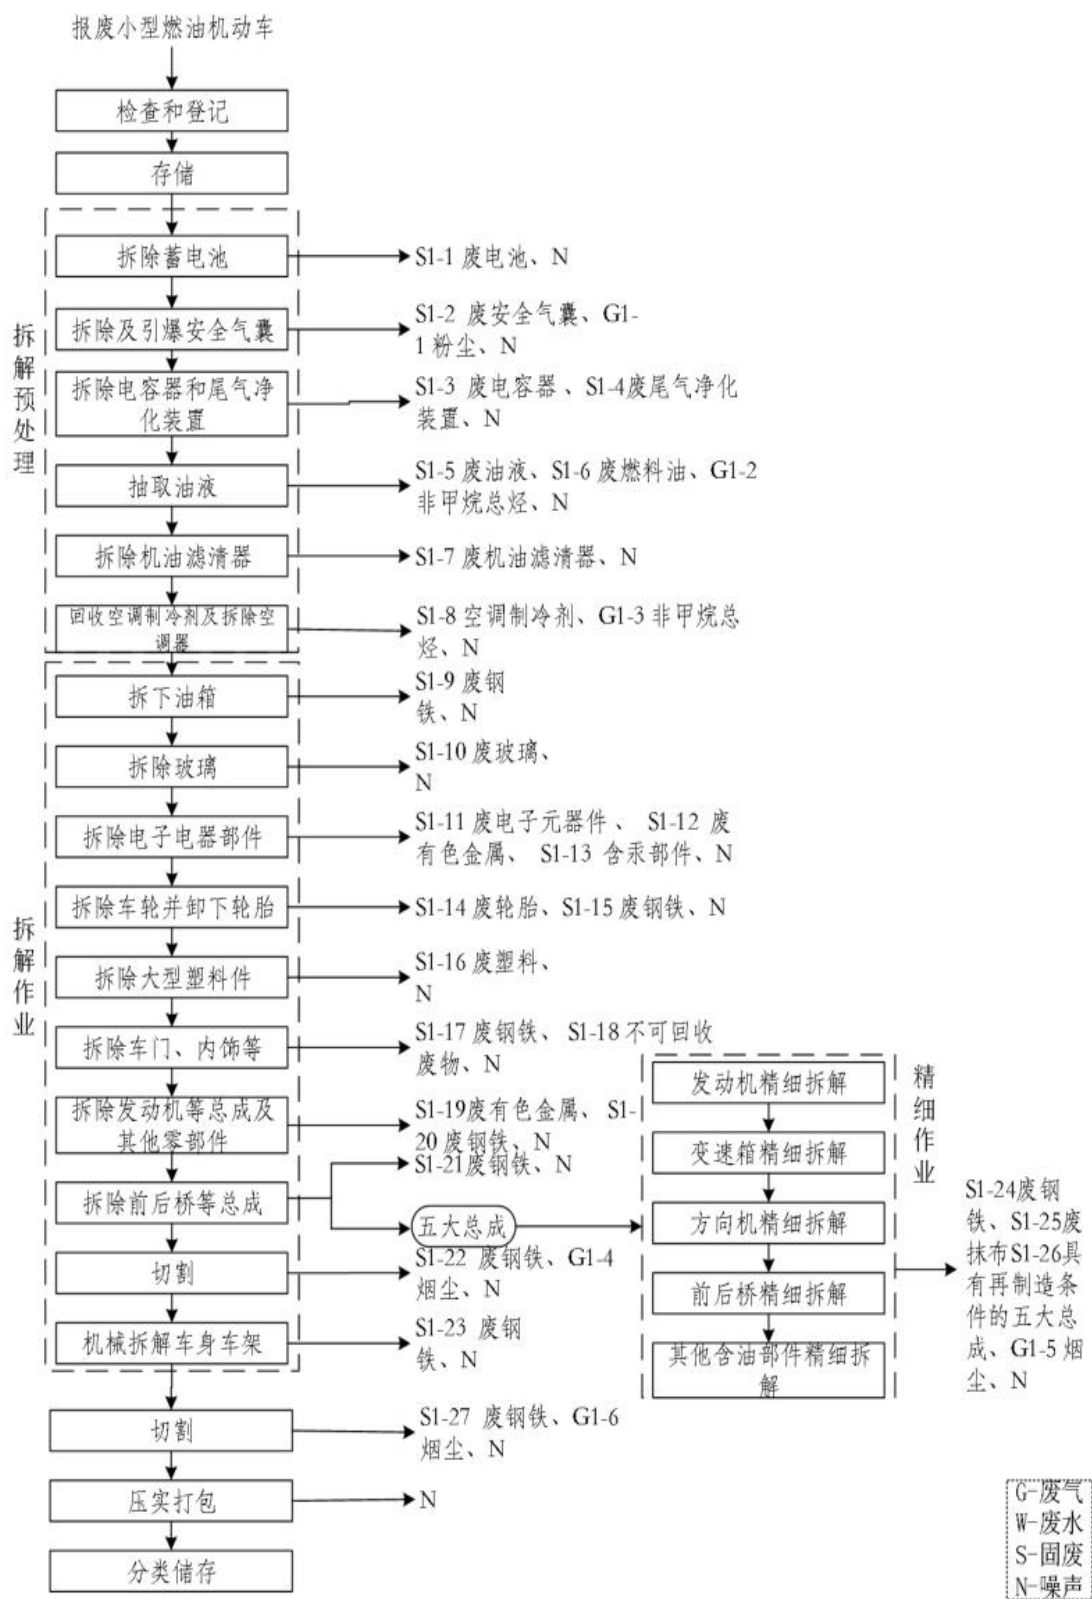 报废小型燃油机动车
检查和登记
存储
拆解预处理
拆除蓄电池
S1-1 废电池、N
拆除及引爆安全气囊
S1-2 废安全气囊、G1-
1 粉尘、N
拆除电容器和尾气净
化装置
S1-3 废电容器 、S1-4废尾气净化
装置、N
抽取油液
S1-5 废油液、S1-6 废燃料油、G1-2
非甲烷总烃、N
拆除机油滤清器
S1-7 废机油滤清器、N
回收空调制冷剂及拆除空
调器
S1-8 空调制冷剂、G1-3 非甲烷总
烃、N
拆解作业
拆下油箱
S1-9 废钢
铁、N
拆除玻璃
S1-10 废玻璃、
N
拆除电子电器部件
S1-11 废电子元器件 、 S1-12 废
有色金属、 S1-13 含汞部件、N
拆除车轮并卸下轮胎
S1-14 废轮胎、S1-15 废钢铁、N
拆除大型塑料件
S1-16 废塑料、
N
拆除车门、内饰等
S1-17 废钢铁、 S1-18 不可回收
废物、N
拆除发动机等总成及
其他零部件
S1-19废有色金属、 S1-
20 废钢铁、N
拆除前后桥等总成
S1-21废钢铁、N
五大总成
切割
S1-22 废钢铁、G1-4
烟尘、N
机械拆解车身车架
S1-23 废钢
铁、N
精细作业
发动机精细拆解
变速箱精细拆解
方向机精细拆解
前后桥精细拆解
其他含油部件精细拆
解
S1-24废钢
铁、S1-25废
抹布S1-26具
有再制造条
件的五大总
成、G1-5 烟
尘、N
切割
S1-27 废钢铁、G1-6
烟尘、N
压实打包
N
分类储存
G-废气
W-废水
S-固废
N-噪声